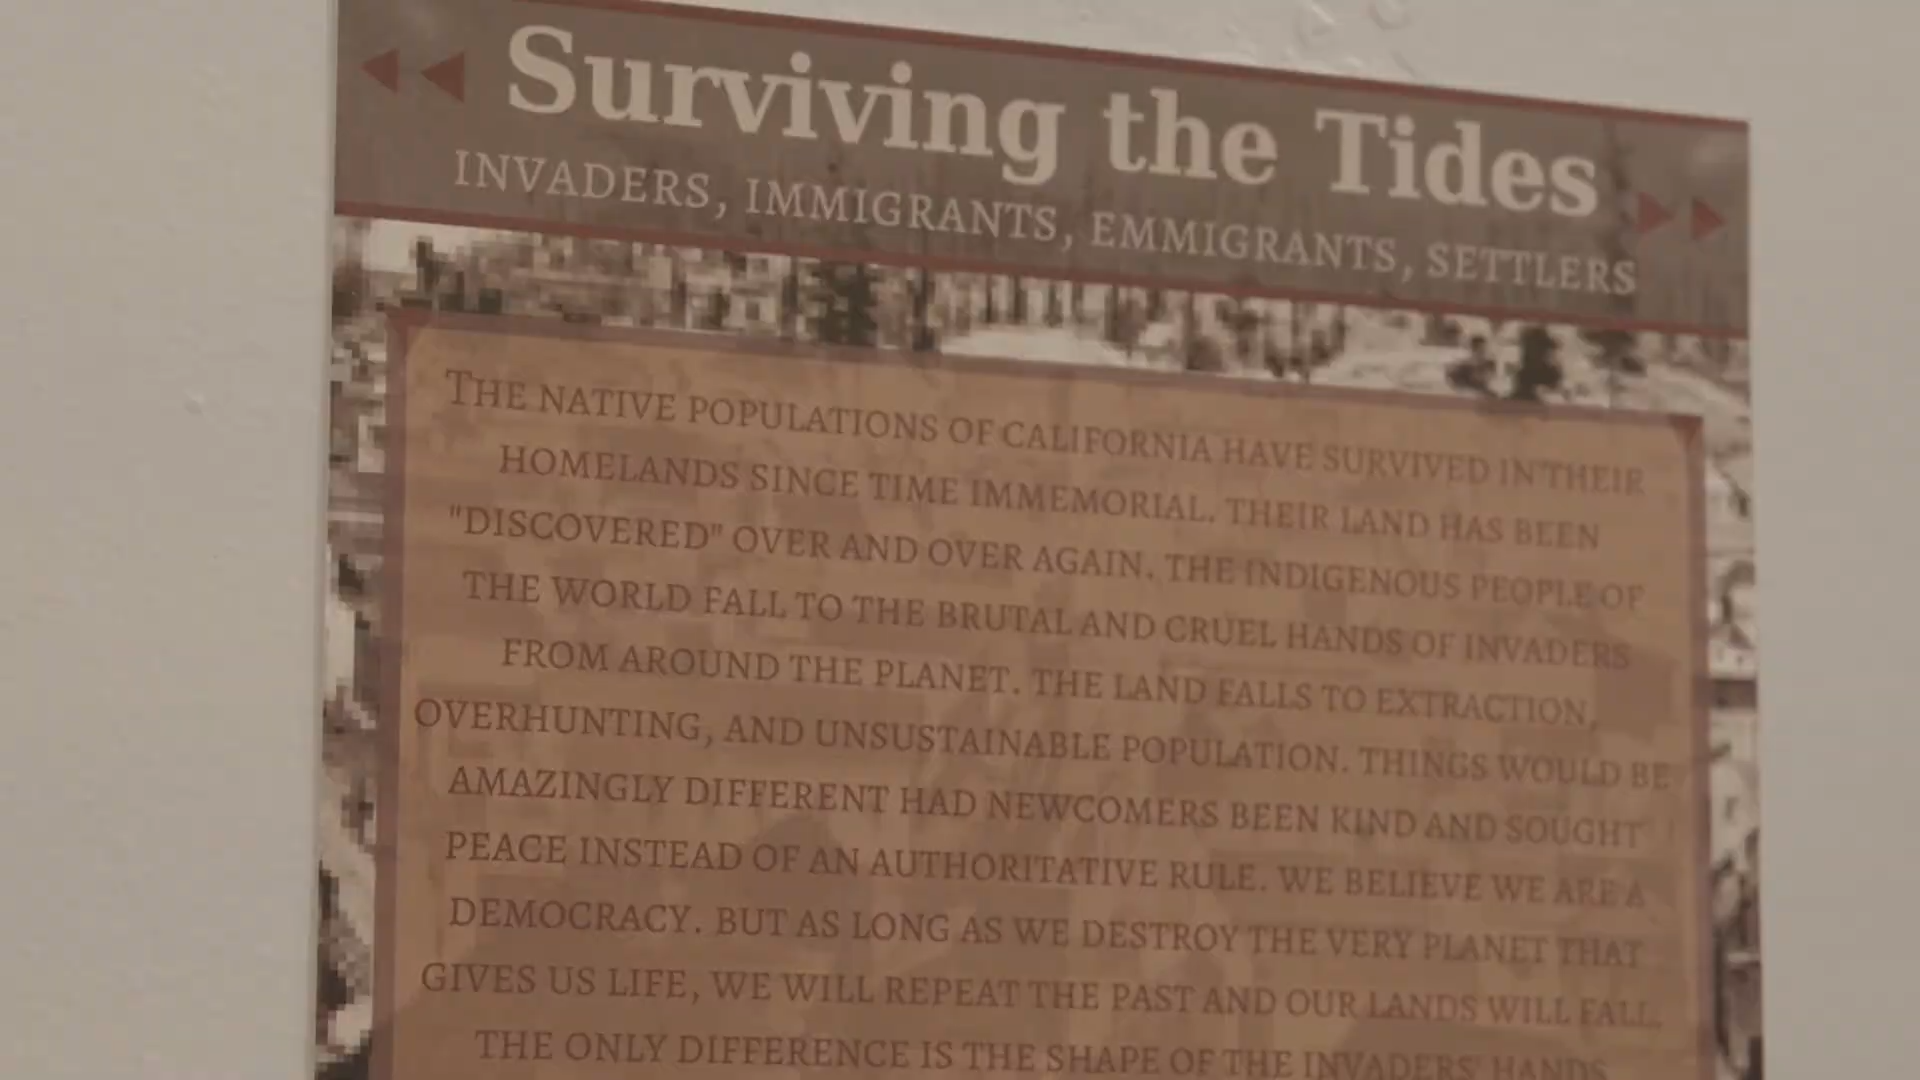 Surviving the Tides
INVADERS, IMMIGRANTS, EMMIGRANTS, SETTLERS
THE NATIVE POPULATIONS OF CALIFORNIA HAVE SURVIVED IN THEIR
HOMELANDS SINCE TIME IMMEMORIAL. THEIR LAND HAS BEEN
"DISCOVERED" OVER AND OVER AGAIN. THE INDIGENOUS PEOPLE OF
THE WORLD FALL TO THE BRUTAL AND CRUEL HANDS OF INVADERS
FROM AROUND THE PLANET. THE LAND FALLS TO EXTRACTION,
OVERHUNTING, AND UNSUSTAINABLE POPULATION. THINGS WOULD BE
AMAZINGLY DIFFERENT HAD NEWCOMERS BEEN KIND AND SOUGHT
PEACE INSTEAD OF AN AUTHORITATIVE RULE. WE BELIEVE WE ARE A
DEMOCRACY. BUT AS LONG AS WE DESTROY THE VERY PLANET THAT
GIVES US LIFE, WE WILL REPEAT THE PAST AND OUR LANDS WILL FALL.
THE ONLY DIFFERENCE IS THE SHAPE OF THE INVADERS' HANDS